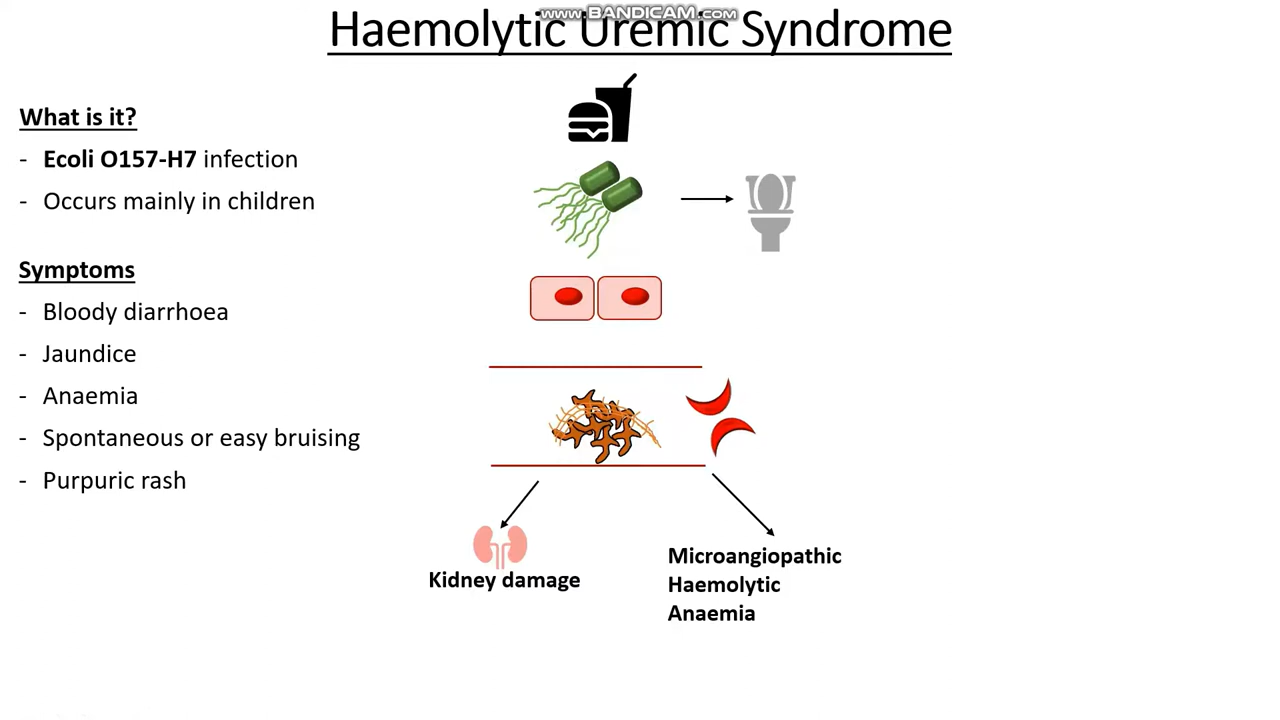 www.BANDICAM.com
Haemolytic Uremic Syndrome
What is it?
- Ecoli O157-H7 infection
- Occurs mainly in children
Symptoms
- Bloody diarrhoea
- Jaundice
- Anaemia
- Spontaneous or easy bruising
- Purpuric rash
Kidney damage
Microangiopathic
Haemolytic
Anaemia